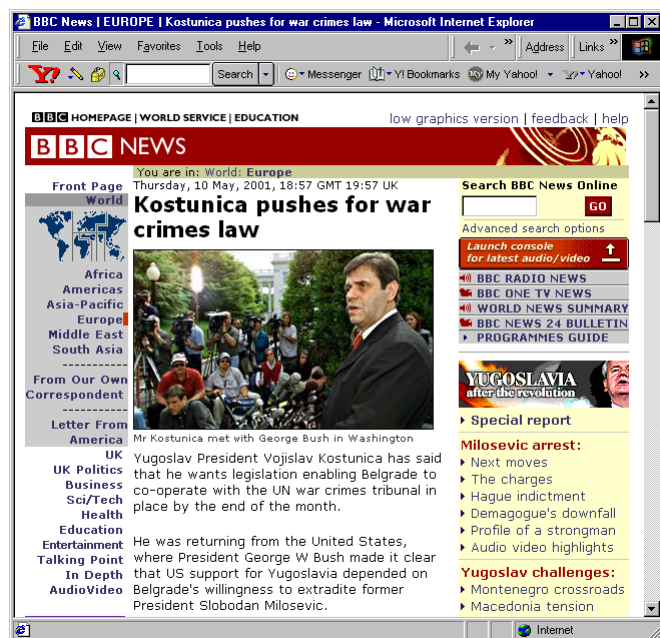 BBC News | EUROPE | Kostunica pushes for war crimes law - Microsoft Internet Explorer
File Edit View Favorites Tools Help
» Address Links »
Y! Search Messenger Y! Bookmarks My Yahoo! Yahoo! »
BBC HOMEPAGE | WORLD SERVICE | EDUCATION
low graphics version | feedback | help
BBC NEWS
You are in: World: Europe
Front Page
World
Africa
Americas
Asia-Pacific
Europe
Middle East
South Asia
--------------
From Our Own
Correspondent
--------------
Letter From
America
UK
UK Politics
Business
Sci/Tech
Health
Education
Entertainment
Talking Point
In Depth
AudioVideo
Thursday, 10 May, 2001, 18:57 GMT 19:57 UK
Kostunica pushes for war
crimes law
Mr Kostunica met with George Bush in Washington
Yugoslav President Vojislav Kostunica has said
that he wants legislation enabling Belgrade to
co-operate with the UN war crimes tribunal in
place by the end of the month.
He was returning from the United States,
where President George W Bush made it clear
that US support for Yugoslavia depended on
Belgrade's willingness to extradite former
President Slobodan Milosevic.
Search BBC News Online
GO
Advanced search options
Launch console
for latest audio/video
BBC RADIO NEWS
BBC ONE TV NEWS
WORLD NEWS SUMMARY
BBC NEWS 24 BULLETIN
PROGRAMMES GUIDE
YUGOSLAVIA
after the revolution
Special report
Milosevic arrest:
Next moves
The charges
Hague indictment
Demagogue's downfall
Profile of a strongman
Audio video highlights
Yugoslav challenges:
Montenegro crossroads
Macedonia tension
Internet